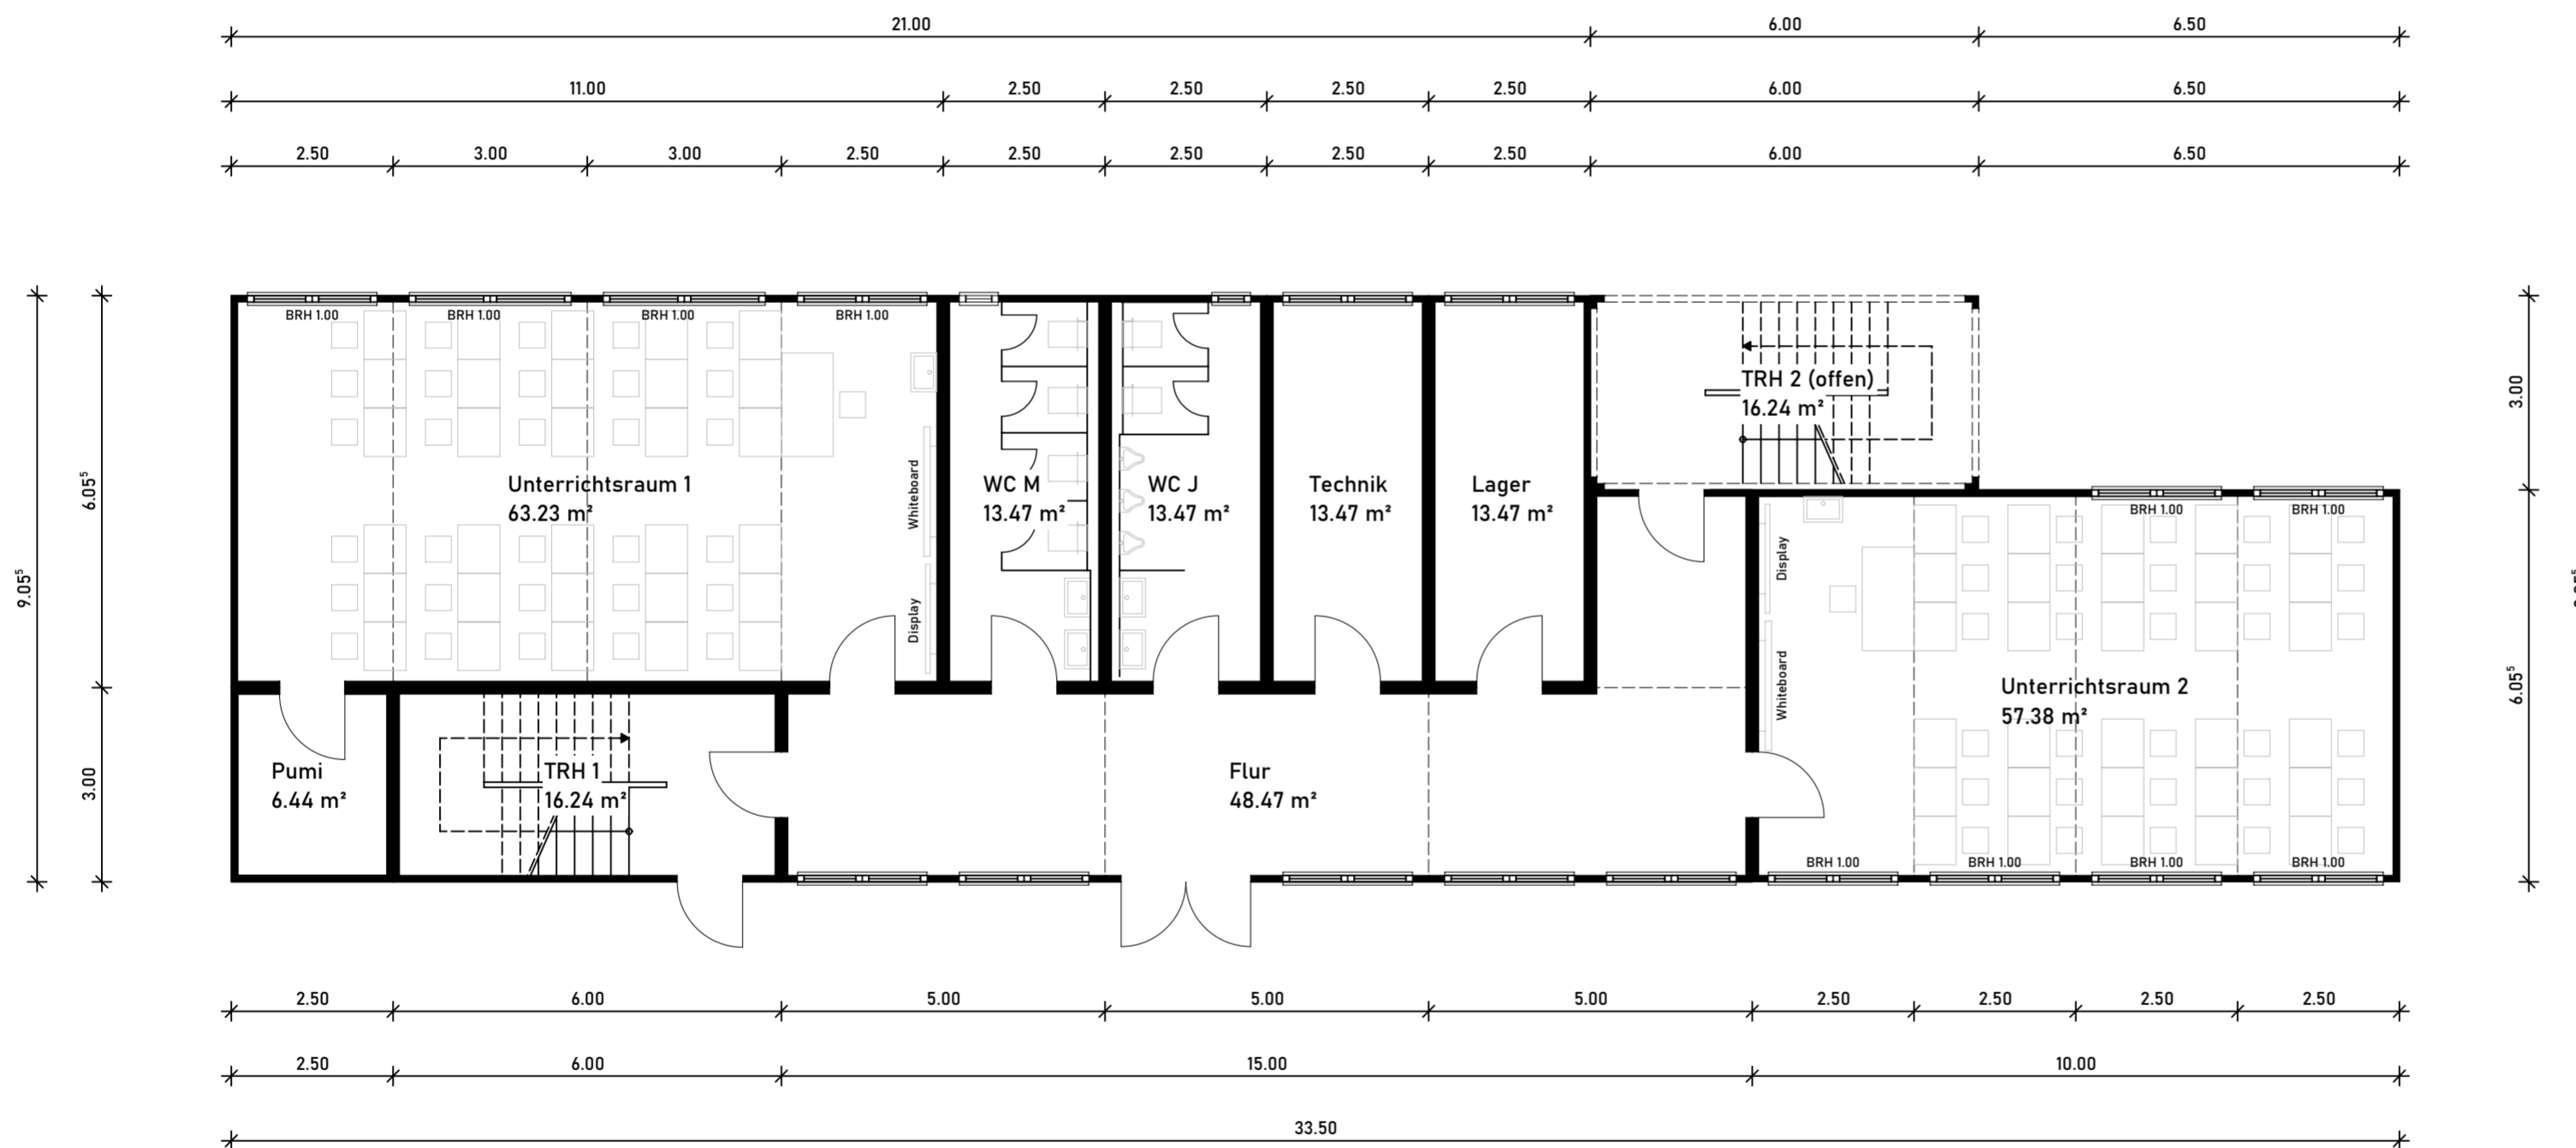 21.00 6.00 6.50
11.00 2.50 2.50 2.50 2.50 6.00 6.50
2.50 3.00 3.00 2.50 2.50 2.50 2.50 2.50 6.00 6.50
BRH 1.00 BRH 1.00 BRH 1.00 BRH 1.00
TRH 2 (offen)
16.24 m²
3.00
6.05⁵
9.05⁵
3.00
Unterrichtsraum 1
63.23 m²
Whiteboard
Display
WC M
13.47 m²
WC J
13.47 m²
Technik
13.47 m²
Lager
13.47 m²
BRH 1.00 BRH 1.00
Display
Whiteboard
Unterrichtsraum 2
57.38 m²
6.05⁵
Pumi
6.44 m²
TRH 1
16.24 m²
Flur
48.47 m²
BRH 1.00 BRH 1.00 BRH 1.00 BRH 1.00
2.50 6.00 5.00 5.00 5.00 2.50 2.50 2.50 2.50
2.50 6.00 15.00 10.00
33.50